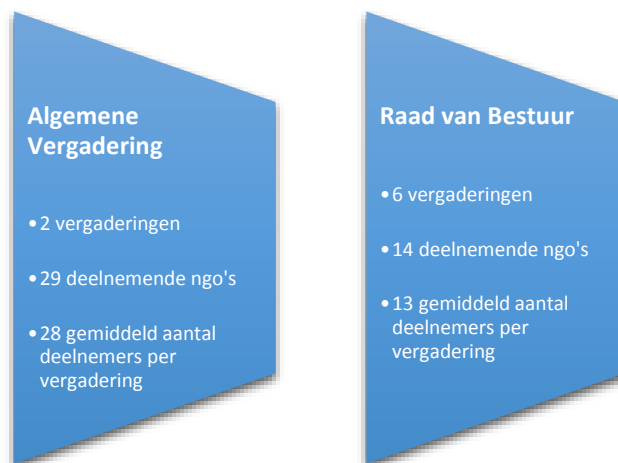 Algemene
Vergadering
•2 vergaderingen
•29 deelnemende ngo's
•28 gemiddeld aantal
deelnemers per
vergadering
Raad van Bestuur
•6 vergaderingen
•14 deelnemende ngo's
•13 gemiddeld aantal
deelnemers per
vergadering